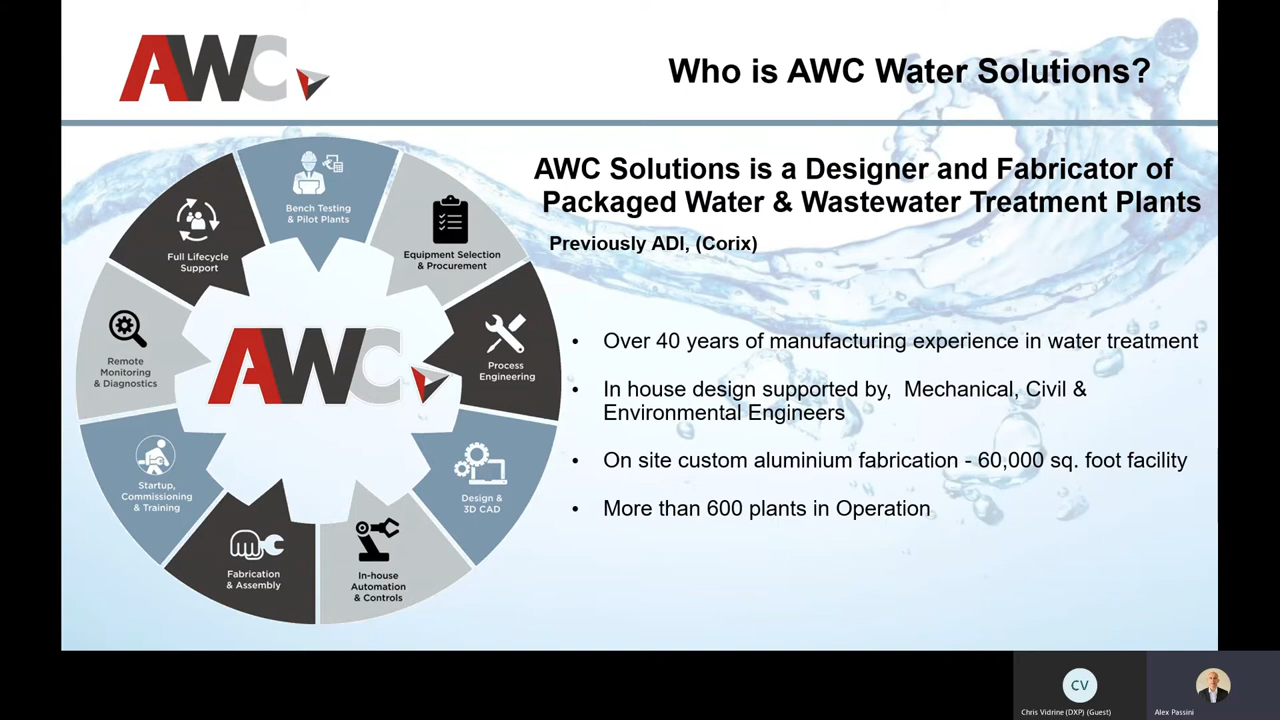 AWC
Who is AWC Water Solutions?
AWC Solutions is a Designer and Fabricator of
Packaged Water & Wastewater Treatment Plants
Previously ADI, (Corix)
Bench Testing
& Pilot Plants
Equipment Selection
& Procurement
Process
Engineering
Design &
3D CAD
In-house
Automation
& Controls
Fabrication
& Assembly
Startup,
Commissioning
& Training
Remote
Monitoring
& Diagnostics
Full Lifecycle
Support
AWC
• Over 40 years of manufacturing experience in water treatment
• In house design supported by, Mechanical, Civil &
Environmental Engineers
• On site custom aluminium fabrication - 60,000 sq. foot facility
• More than 600 plants in Operation
CV
Chris Vidrine (DXP) (Guest)
Alex Passini